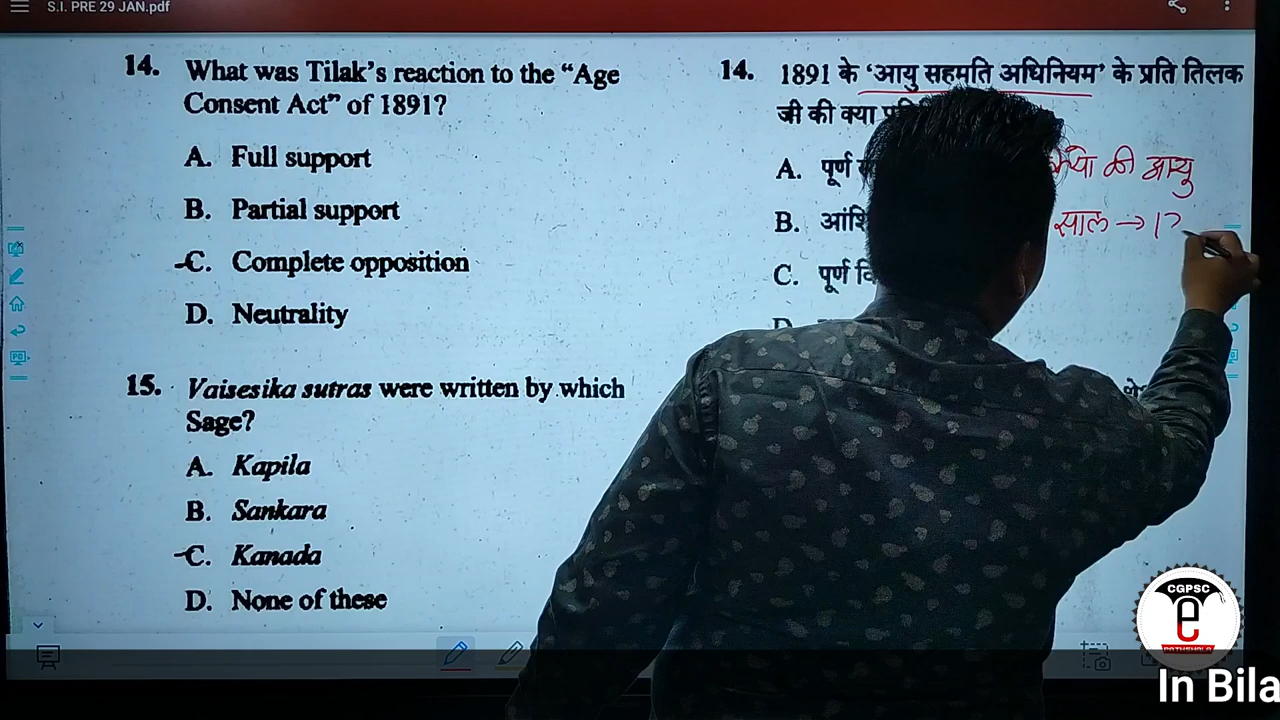 S.I. PRE 29 JAN.pdf
14. What was Tilak's reaction to the “Age
Consent Act” of 1891?
A. Full support
B. Partial support
C. Complete opposition
D. Neutrality
15. Vaisesika sutras were written by which
Sage?
A. Kapila
B. Sankara
C. Kanada
D. None of these
14. 1891 के ‘आयु सहमति अधिनियम’ के प्रति तिलक
जी की क्या
A. पूर्ण
B.
C. पूर्ण
D.
की आयु
साल → 12
CGPSC
e
PATHSHALA
In Bila